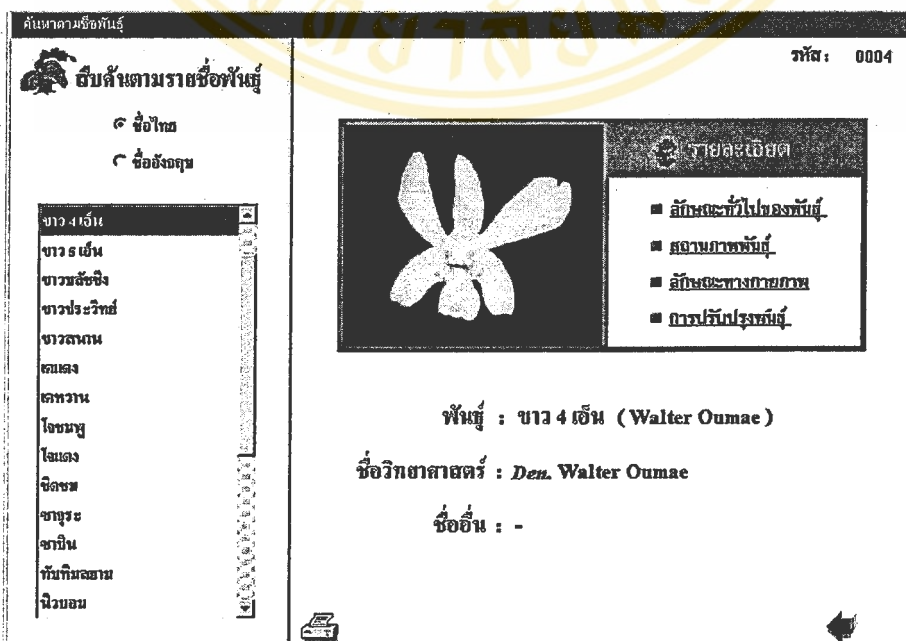 ค้นหาตามชื่อพันธุ์
สืบค้นตามรายชื่อพันธุ์
ชื่อไทย
ชื่ออังกฤษ
ขาว 4 เอ็น
ขาว 5 เอ็น
ขาวบลัชชิง
ขาวประวิทย์
ขาวสนาน
เคแดง
เคหวาน
โจชมพู
โจแดง
ชิดชม
ซาบิน
ทับทิมสยาม
นิวบอม
รหัส : 0004
รายละเอียด
ลักษณะทั่วไปของพันธุ์
สถานภาพพันธุ์
ลักษณะทางกายภาพ
การปรับปรุงพันธุ์
พันธุ์ : ขาว 4 เอ็น ( Walter Oumae )
ชื่อวิทยาศาสตร์ : Den. Walter Oumae
ชื่ออื่น : -